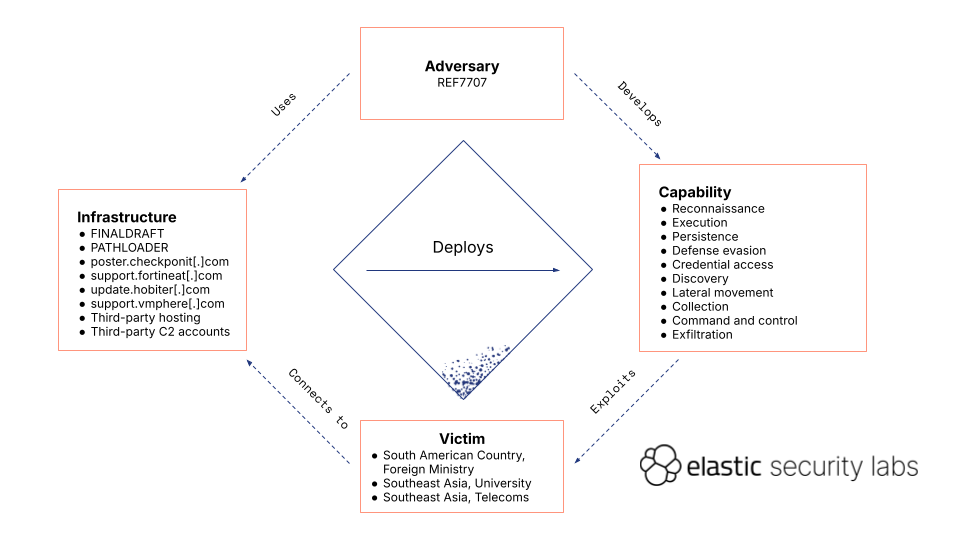 Adversary
REF7707
Uses
Develops
Infrastructure
● FINALDRAFT
● PATHLOADER
● poster.checkponit[.]com
● support.fortineat[.]com
● update.hobiter[.]com
● support.vmphere[.]com
● Third-party hosting
● Third-party C2 accounts
Deploys
Capability
● Reconnaissance
● Execution
● Persistence
● Defense evasion
● Credential access
● Discovery
● Lateral movement
● Collection
● Command and control
● Exfiltration
Connects to
Exploits
Victim
● South American Country,
Foreign Ministry
● Southeast Asia, University
● Southeast Asia, Telecoms
elastic security labs